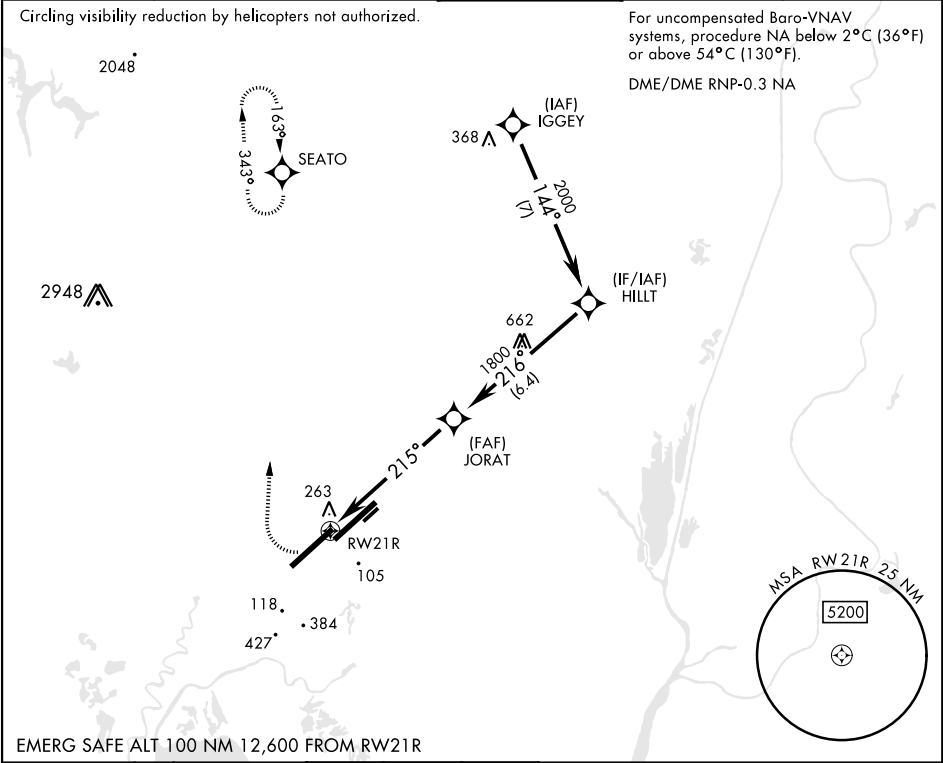 Circling visibility reduction by helicopters not authorized.
For uncompensated Baro-VNAV
systems, procedure NA below 2°C (36°F)
or above 54°C (130°F).
DME/DME RNP-0.3 NA
2048
163°
343°
SEATO
(IAF)
IGGEY
368
2000
144°
(7)
2948
(IF/IAF)
HILLT
662
1800
216°
(6.4)
(FAF)
JORAT
215°
263
RW21R
105
118
384
427
MSA RW21R 25 NM
5200
EMERG SAFE ALT 100 NM 12,600 FROM RW21R